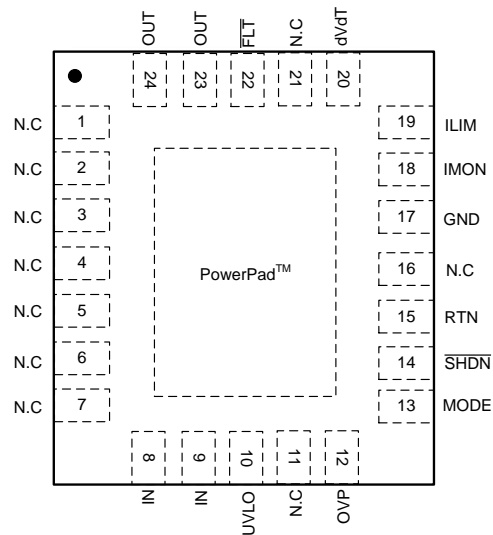 OUT
OUT
FLT
N.C
dVdT
24
23
22
21
20
N.C 1
N.C 2
N.C 3
N.C 4
N.C 5
N.C 6
N.C 7
PowerPad™
19 ILIM
18 IMON
17 GND
16 N.C
15 RTN
14 SHDN
13 MODE
8
9
10
11
12
IN
IN
UVLO
N.C
OVP